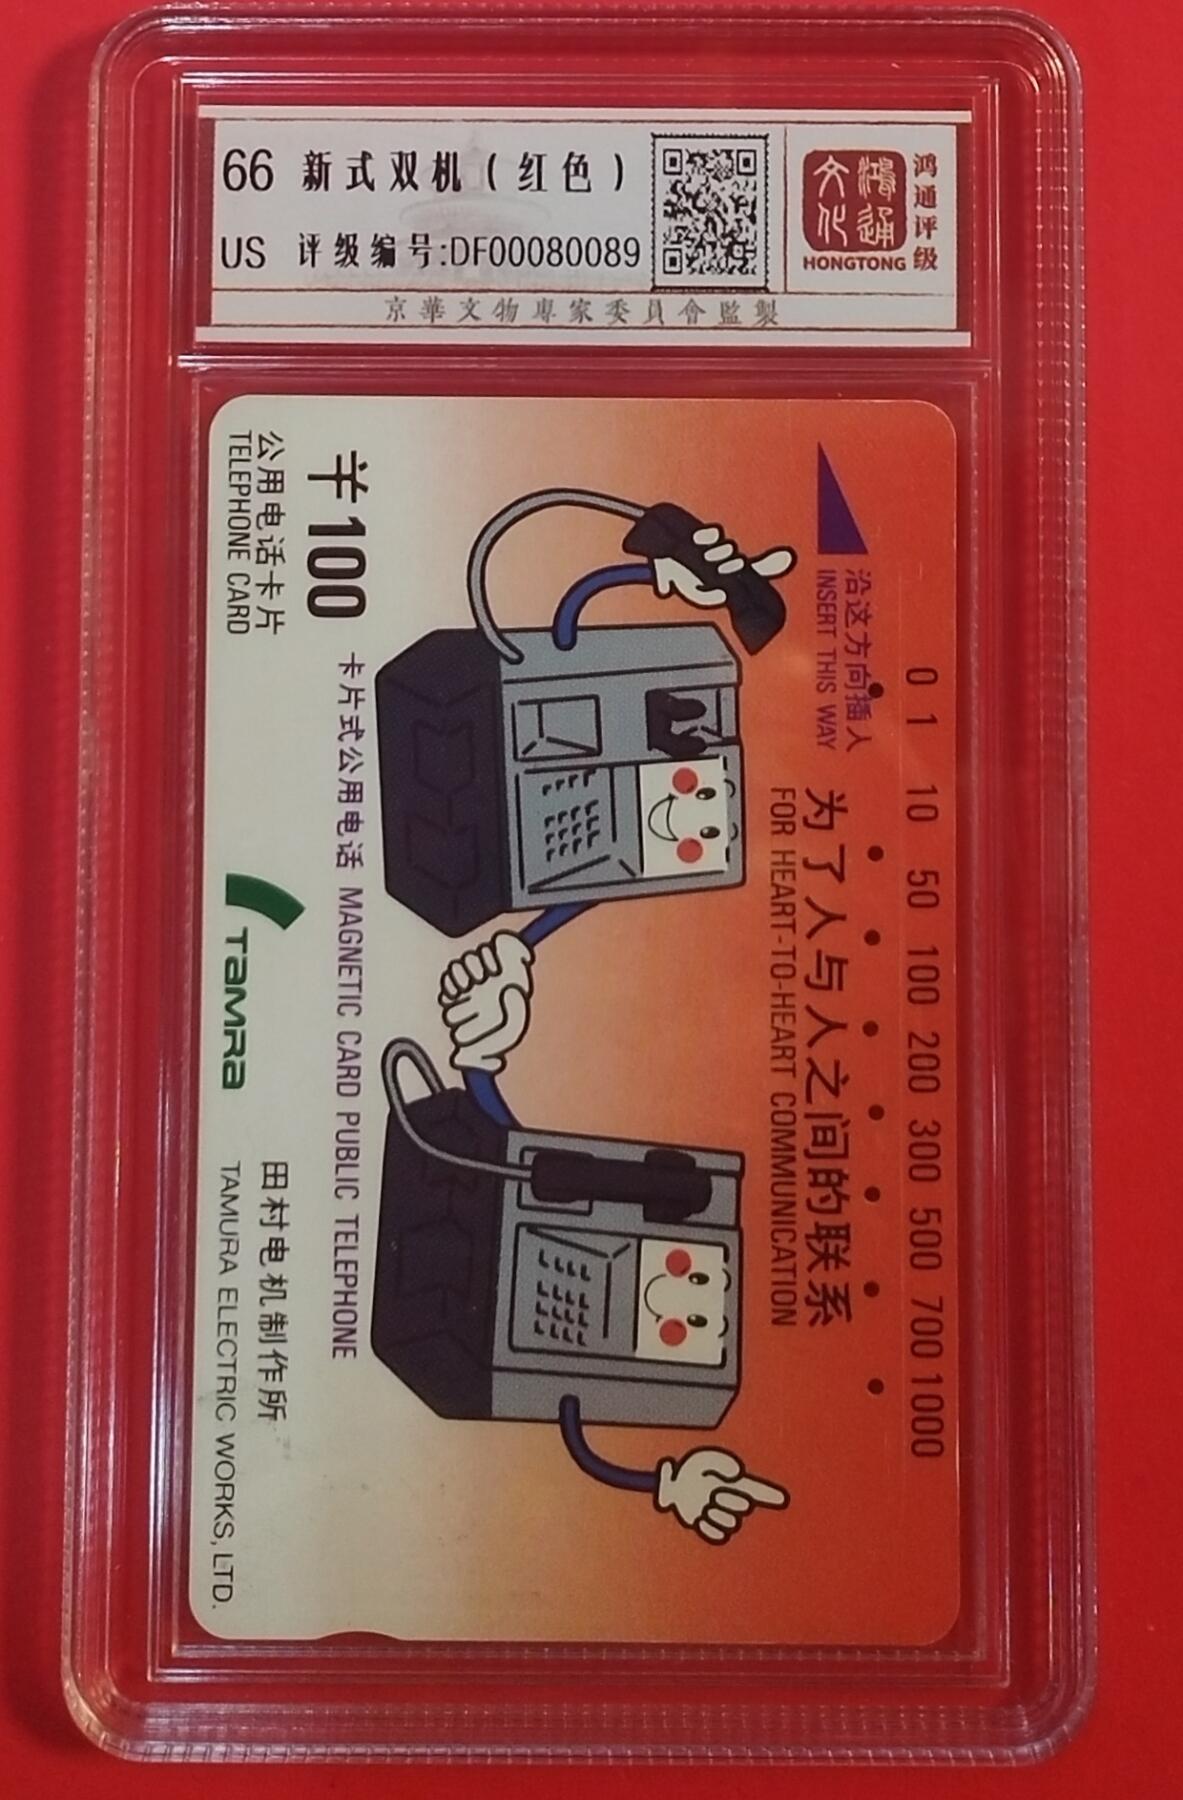 66 新式双机（红色）
US 评级编号:DF00080089
鸿通文化
HONGTONG
鸿通评级
京華文物專家委員會監製
0 1 10 50 100 200 300 500 700 1000
沿这方向插入
INSERT THIS WAY
为了人与人之间的联系
FOR HEART-TO-HEART COMMUNICATION
¥100
卡片式公用电话 MAGNETIC CARD PUBLIC TELEPHONE
公用电话卡片
TELEPHONE CARD
TAMRA
田村电机制作所
TAMURA ELECTRIC WORKS, LTD.